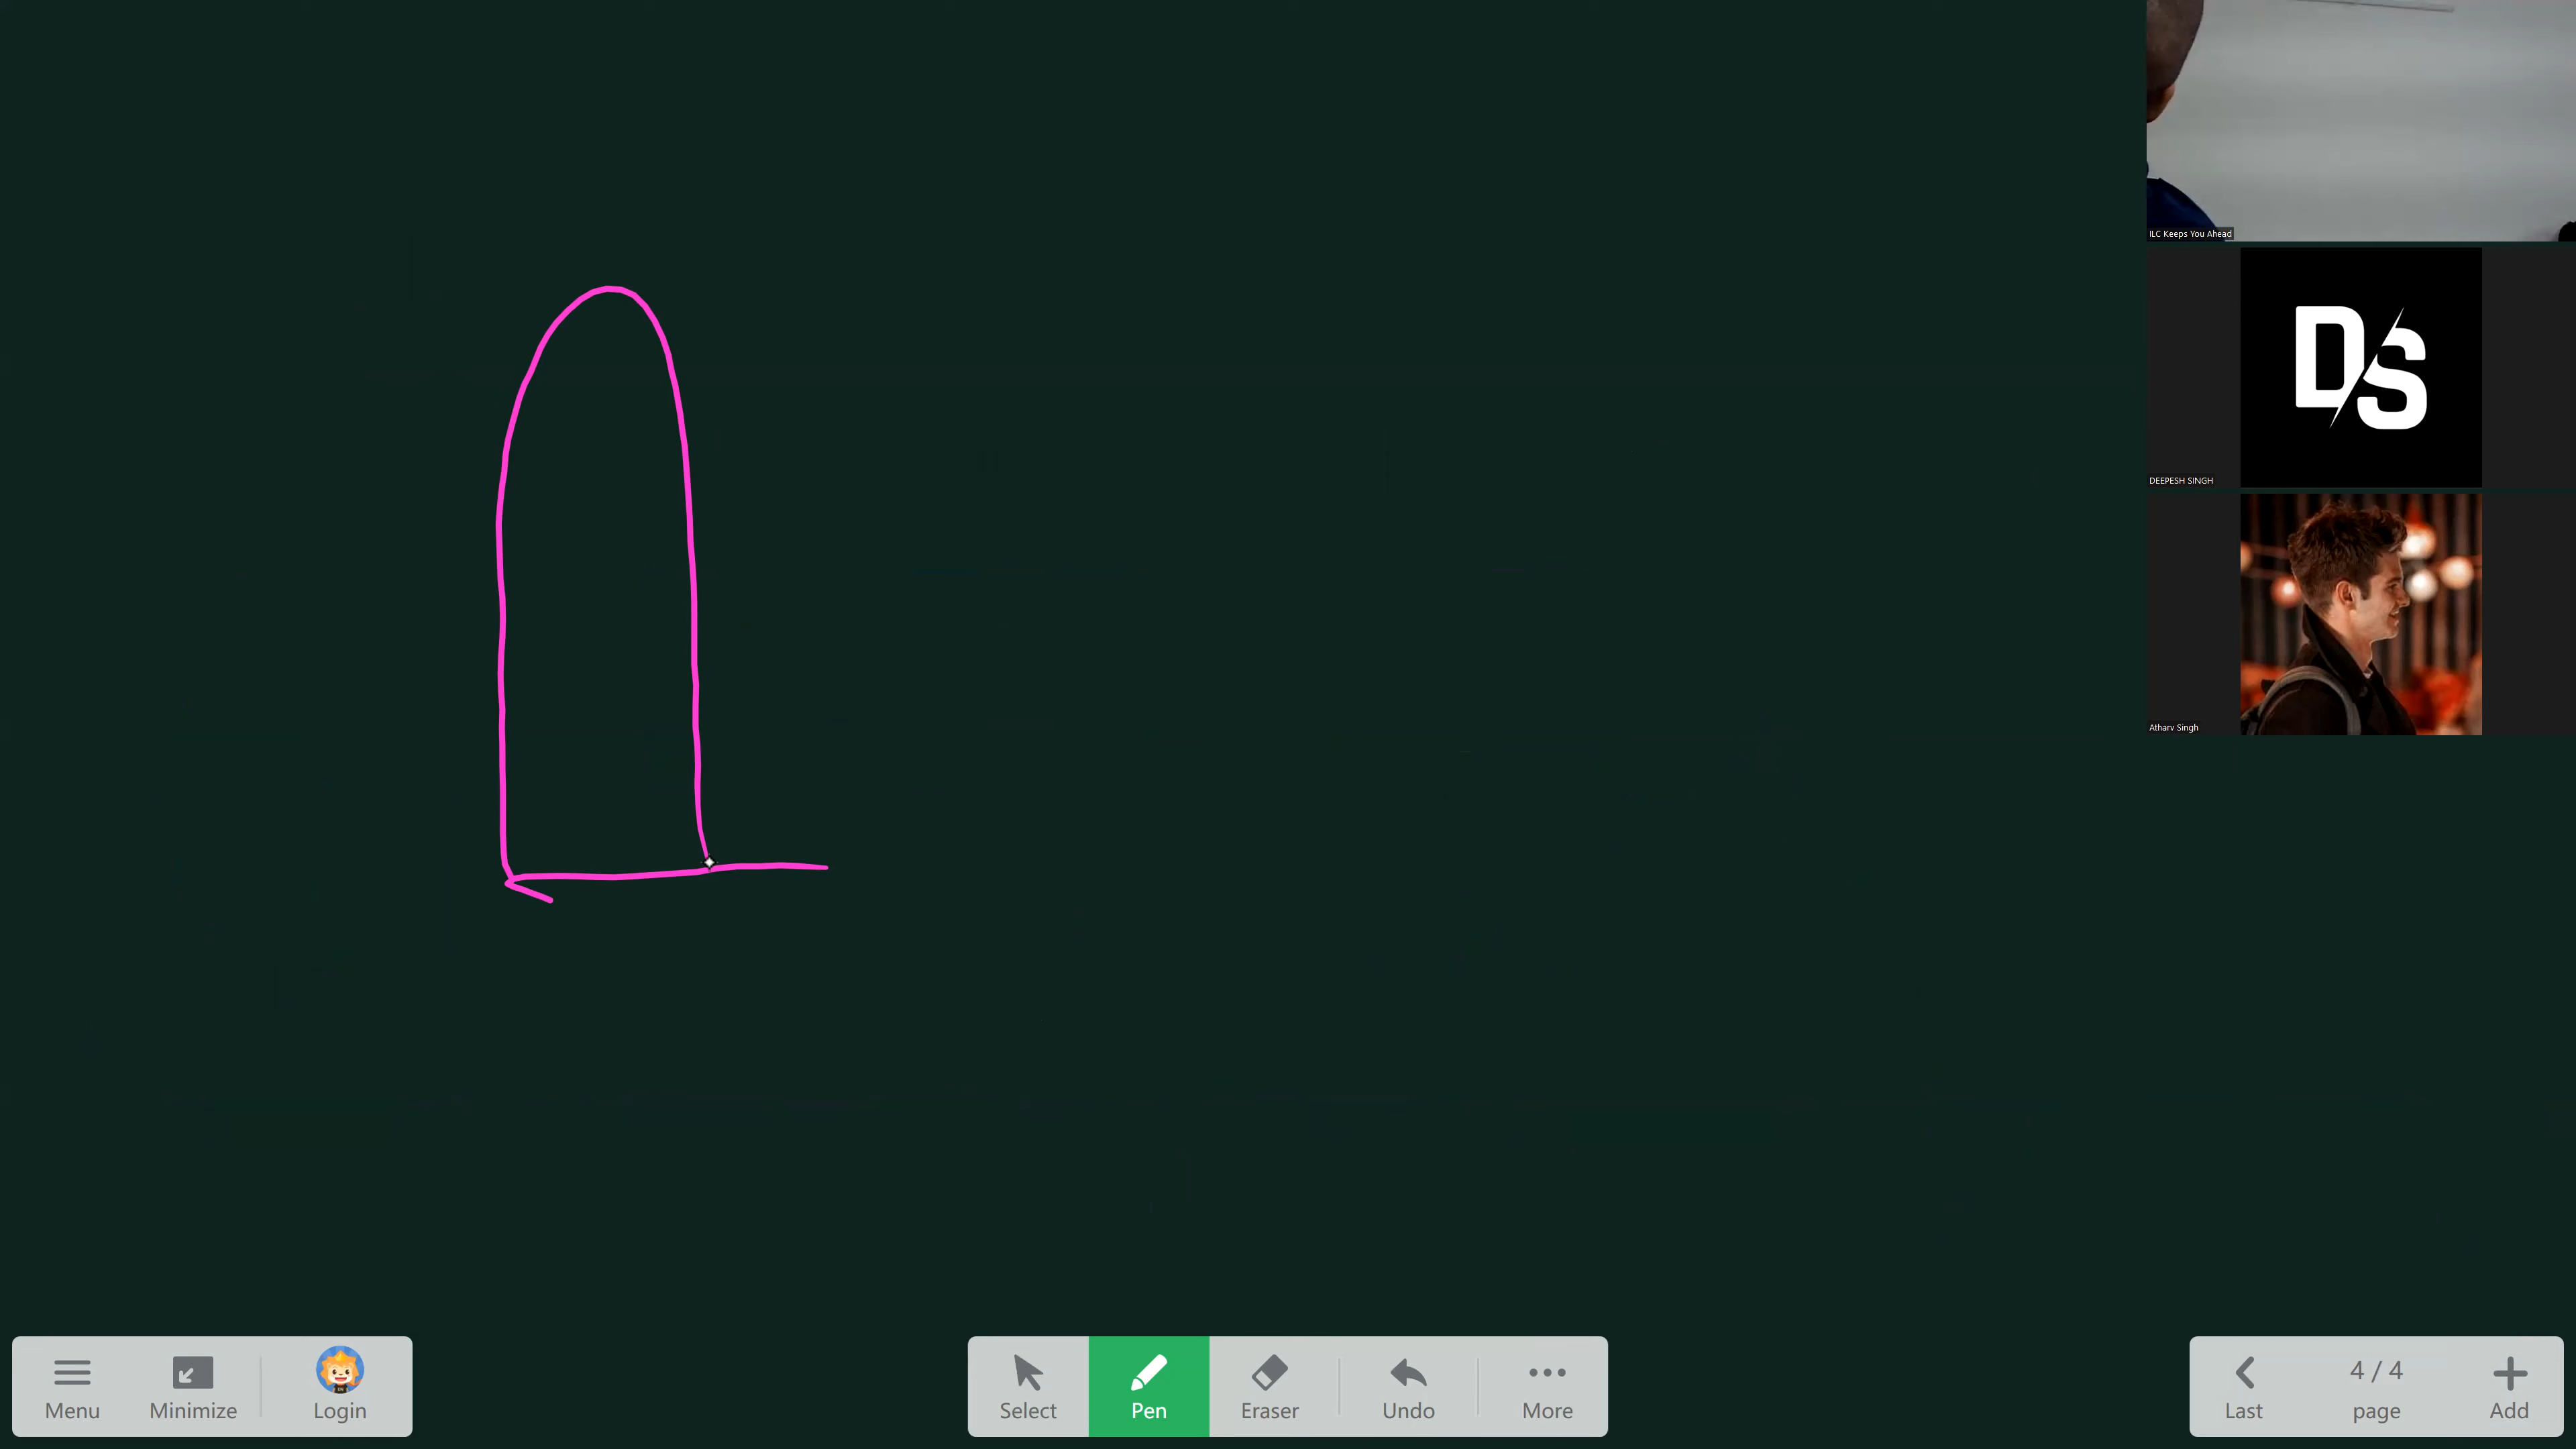 ILC Keeps You Ahead
DS
DEEPESH SINGH
Atharv Singh
Menu
Minimize
Login
Select
Pen
Eraser
Undo
More
Last
4 / 4
page
Add